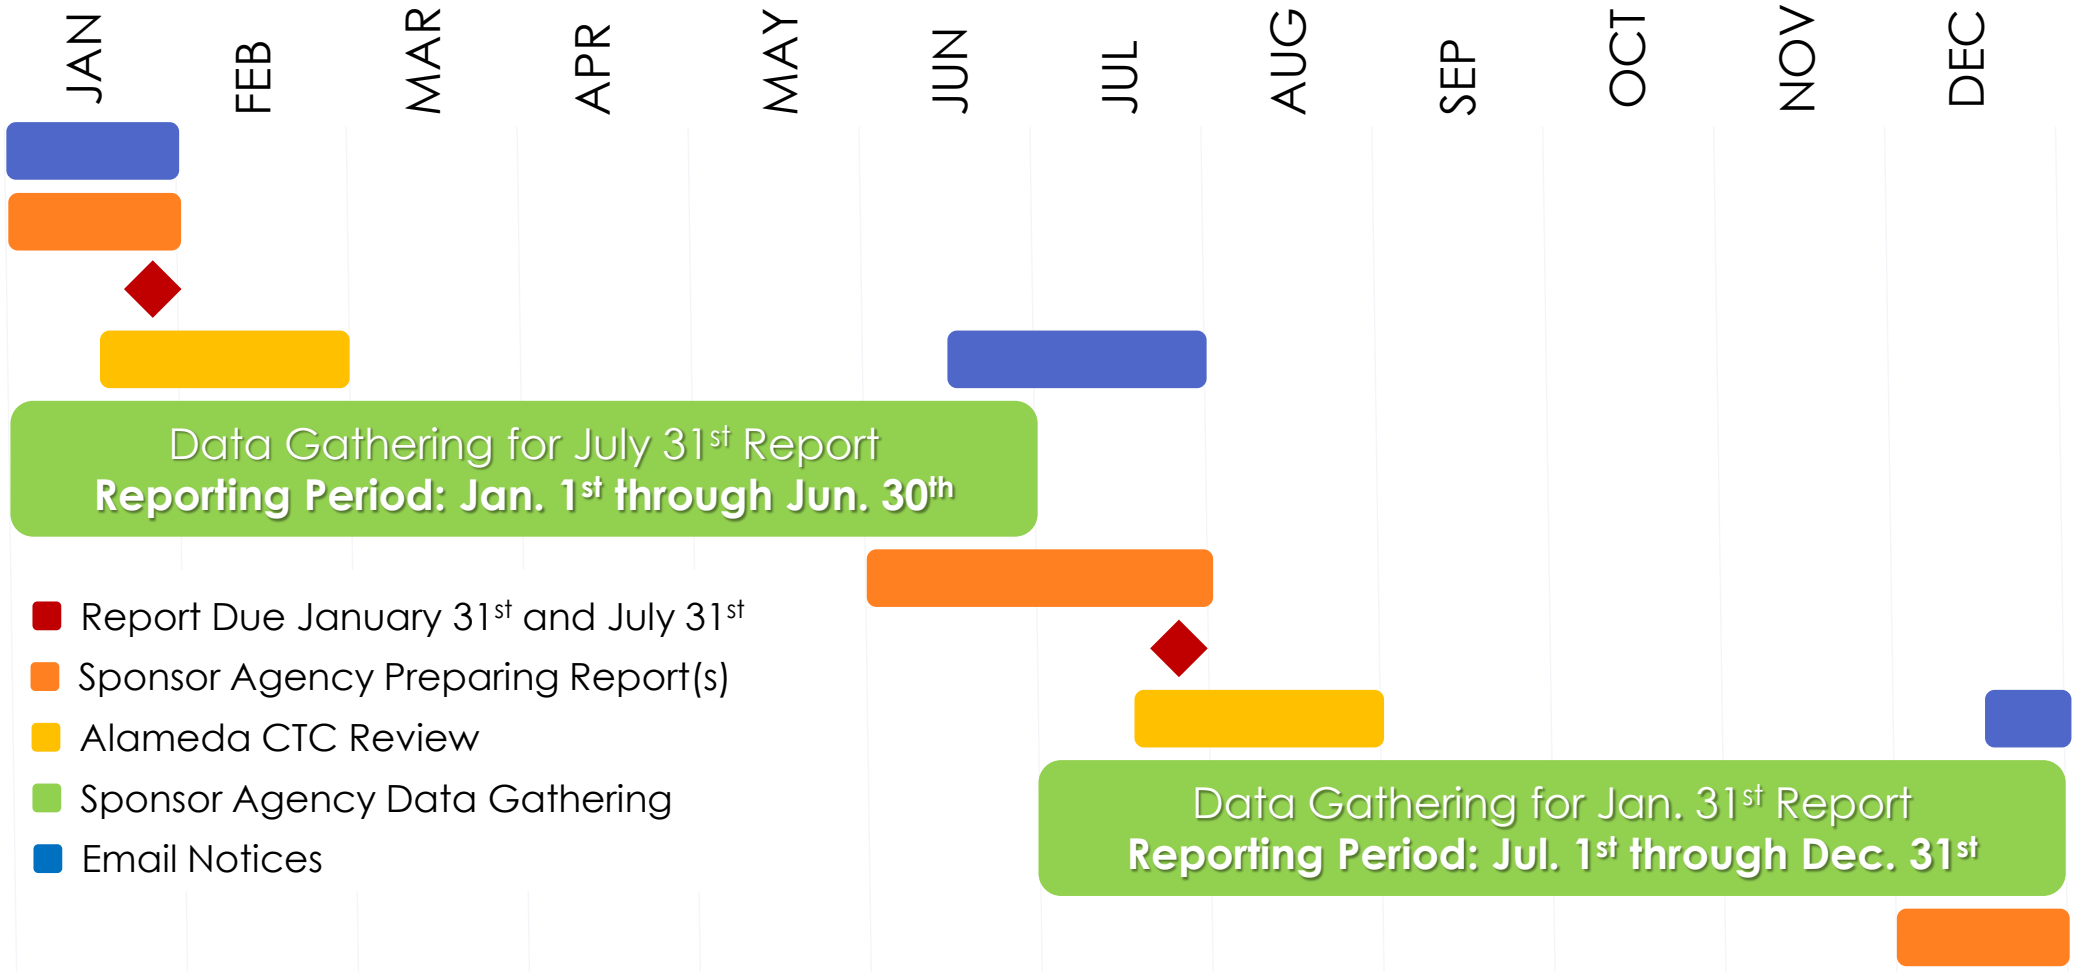 JAN
FEB
MAR
APR
MAY
JUN
JUL
AUG
SEP
OCT
NOV
DEC
Data Gathering for July 31st Report
Reporting Period: Jan. 1st through Jun. 30th
Report Due January 31st and July 31st
Sponsor Agency Preparing Report(s)
Alameda CTC Review
Sponsor Agency Data Gathering
Email Notices
Data Gathering for Jan. 31st Report
Reporting Period: Jul. 1st through Dec. 31st